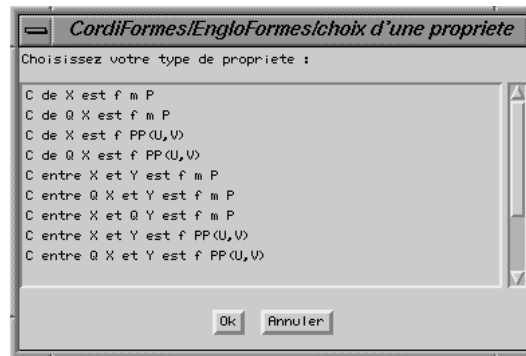 CordiFormes/EngloFormes/choix d'une propriete
Choisissez votre type de propriete :
C de X est f m P
C de Q X est f m P
C de X est f PP(U,V)
C de Q X est f PP(U,V)
C entre X et Y est f m P
C entre Q X et Y est f m P
C entre X et Q Y est f m P
C entre X et Y est f PP(U,V)
C entre Q X et Y est f PP(U,V)
Ok Annuler